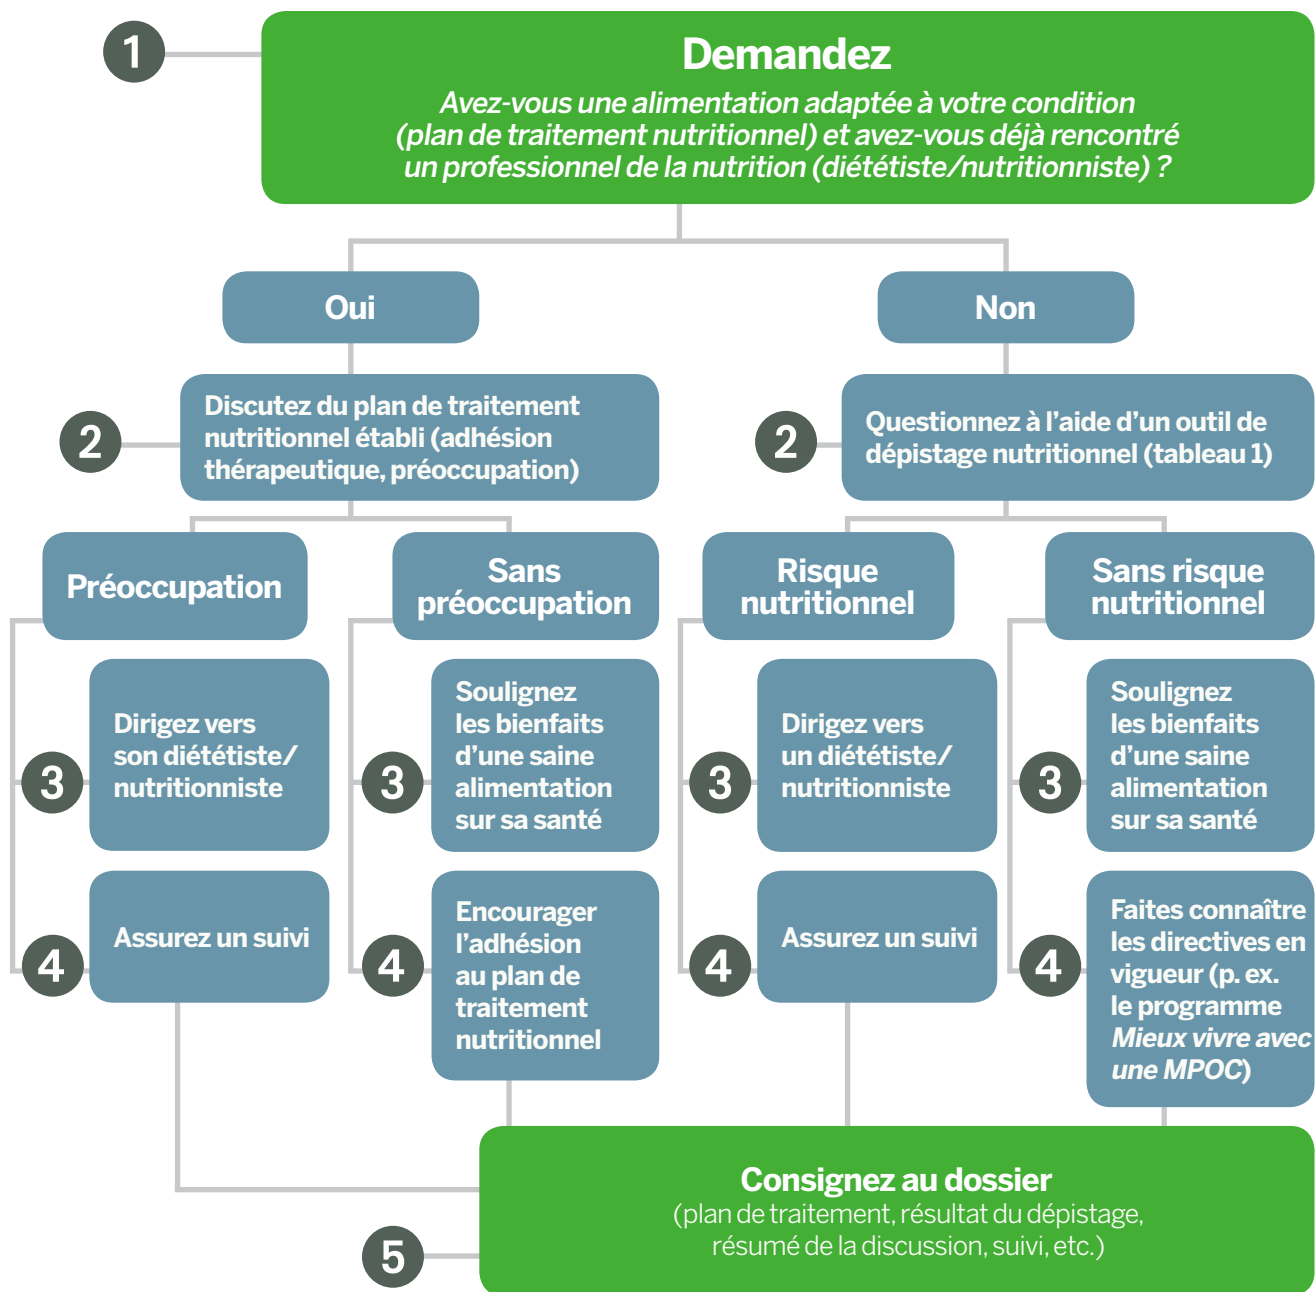 1
Demandez
Avez-vous une alimentation adaptée à votre condition
(plan de traitement nutritionnel) et avez-vous déjà rencontré
un professionnel de la nutrition (diététiste/nutritionniste) ?
Oui
Non
2
Discutez du plan de traitement
nutritionnel établi (adhésion
thérapeutique, préoccupation)
2
Questionnez à l’aide d’un outil de
dépistage nutritionnel (tableau 1)
Préoccupation
Sans
préoccupation
Risque
nutritionnel
Sans risque
nutritionnel
3
Dirigez vers
son diététiste/
nutritionniste
3
Soulignez
les bienfaits
d’une saine
alimentation
sur sa santé
3
Dirigez vers
un diététiste/
nutritionniste
3
Soulignez
les bienfaits
d’une saine
alimentation
sur sa santé
4
Assurez un suivi
4
Encourager
l’adhésion
au plan de
traitement
nutritionnel
4
Assurez un suivi
4
Faites connaître
les directives en
vigueur (p. ex.
le programme
Mieux vivre avec
une MPOC)
5
Consignez au dossier
(plan de traitement, résultat du dépistage,
résumé de la discussion, suivi, etc.)